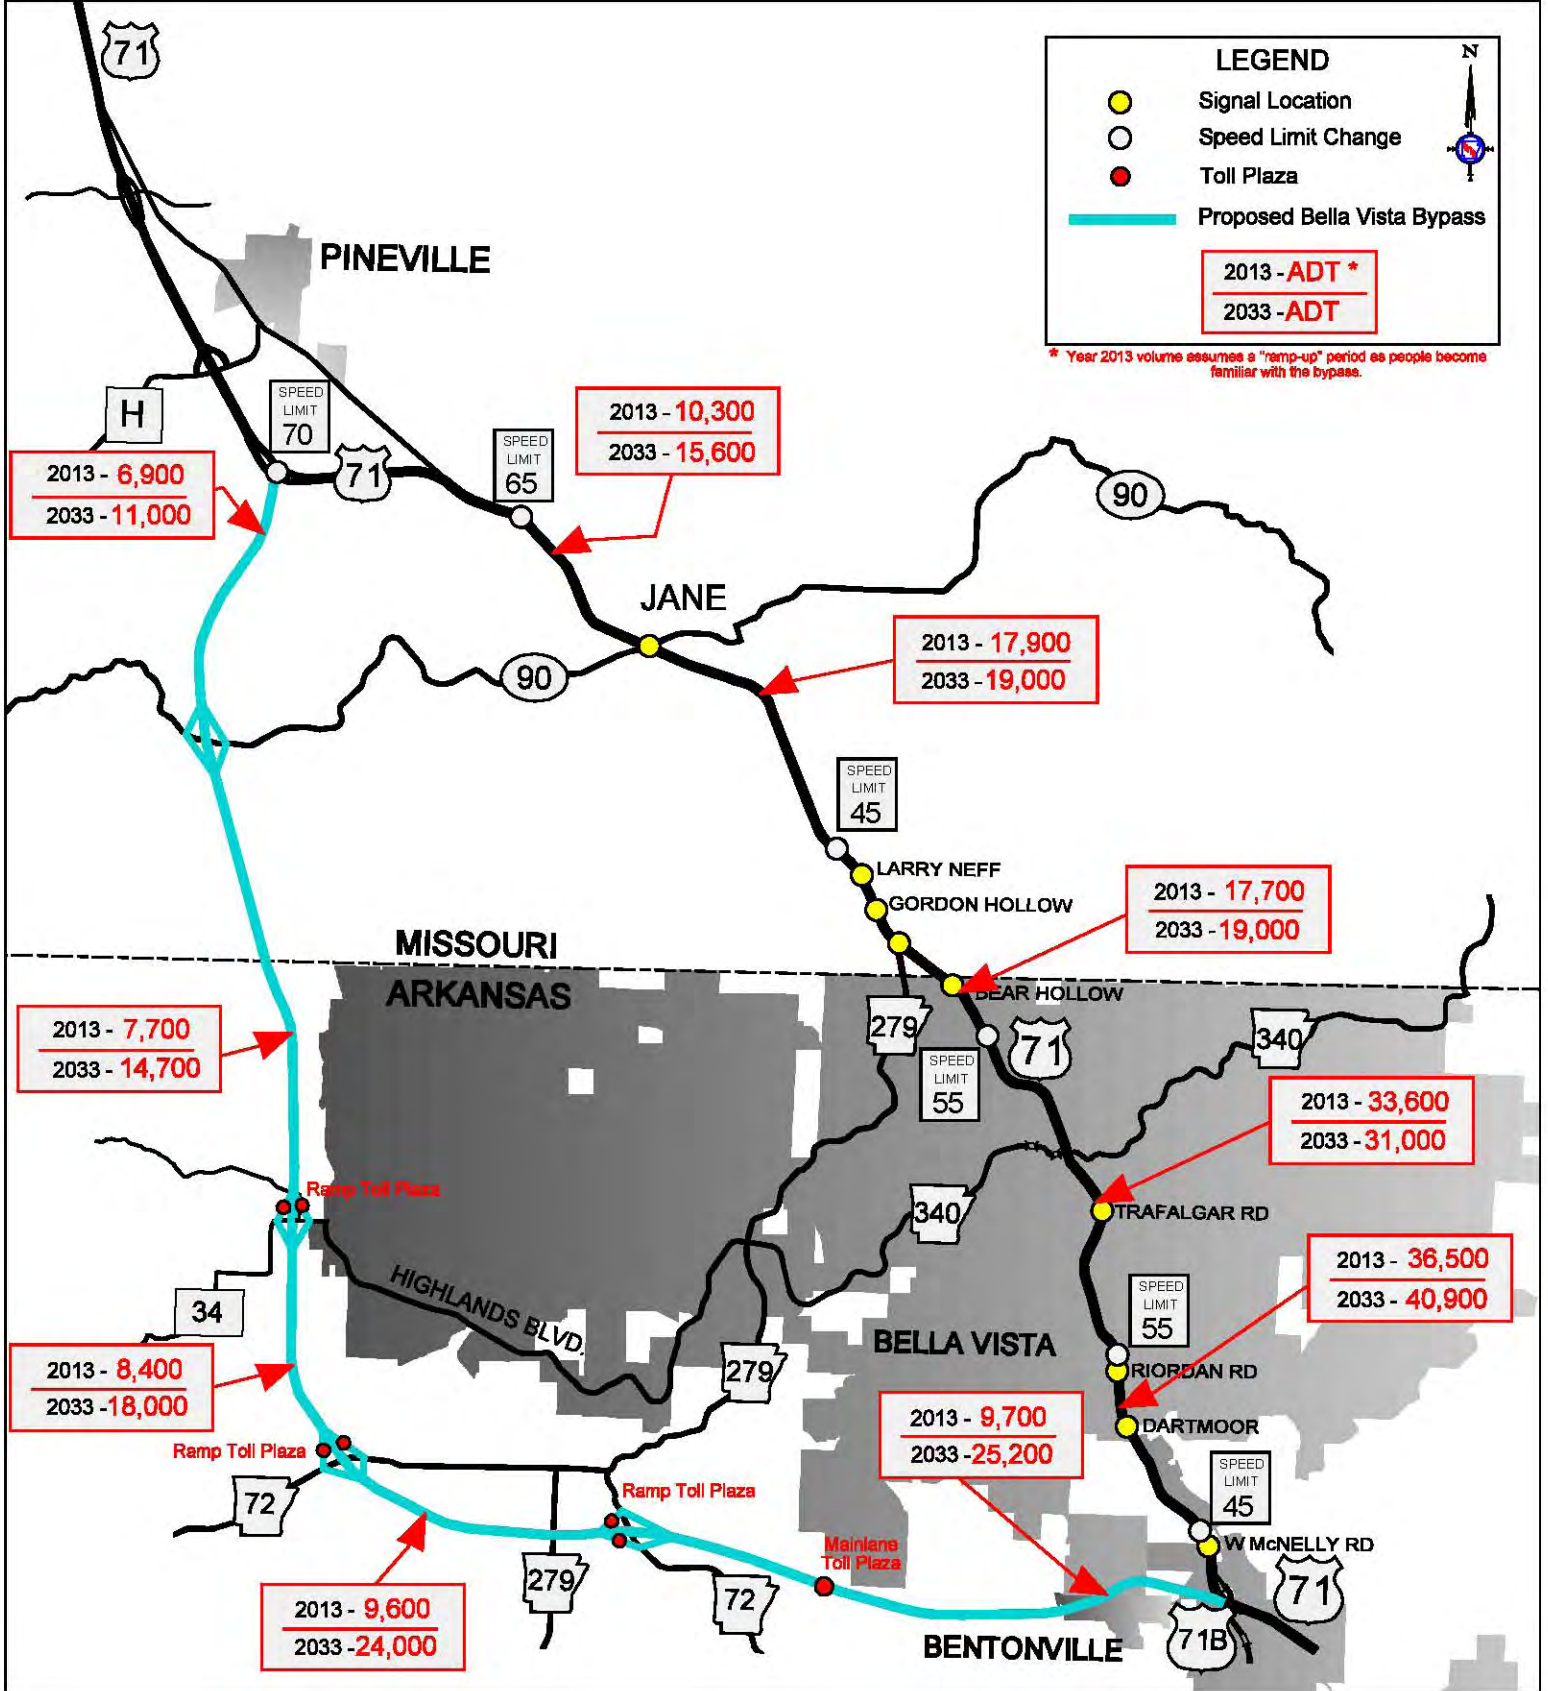 71
LEGEND
N
Signal Location
Speed Limit Change
Toll Plaza
Proposed Bella Vista Bypass
2013 - ADT *
2033 - ADT
* Year 2013 volume assumes a "ramp-up" period as people become
familiar with the bypass.
PINEVILLE
H
SPEED
LIMIT
70
71
SPEED
LIMIT
65
2013 - 10,300
2033 - 15,600
2013 - 6,900
2033 - 11,000
90
JANE
90
2013 - 17,900
2033 - 19,000
SPEED
LIMIT
45
LARRY NEFF
GORDON HOLLOW
2013 - 17,700
2033 - 19,000
MISSOURI
ARKANSAS
BEAR HOLLOW
279
71
340
SPEED
LIMIT
55
2013 - 7,700
2033 - 14,700
2013 - 33,600
2033 - 31,000
Ramp Toll Plaza
340
TRAFALGAR RD
34
HIGHLANDS BLVD.
2013 - 36,500
2033 - 40,900
SPEED
LIMIT
55
BELLA VISTA
RIORDAN RD
279
2013 - 8,400
2033 - 18,000
2013 - 9,700
2033 - 25,200
DARTMOOR
Ramp Toll Plaza
72
Ramp Toll Plaza
SPEED
LIMIT
45
Mainlane
Toll Plaza
W McNELLY RD
279
72
71
2013 - 9,600
2033 - 24,000
71B
BENTONVILLE